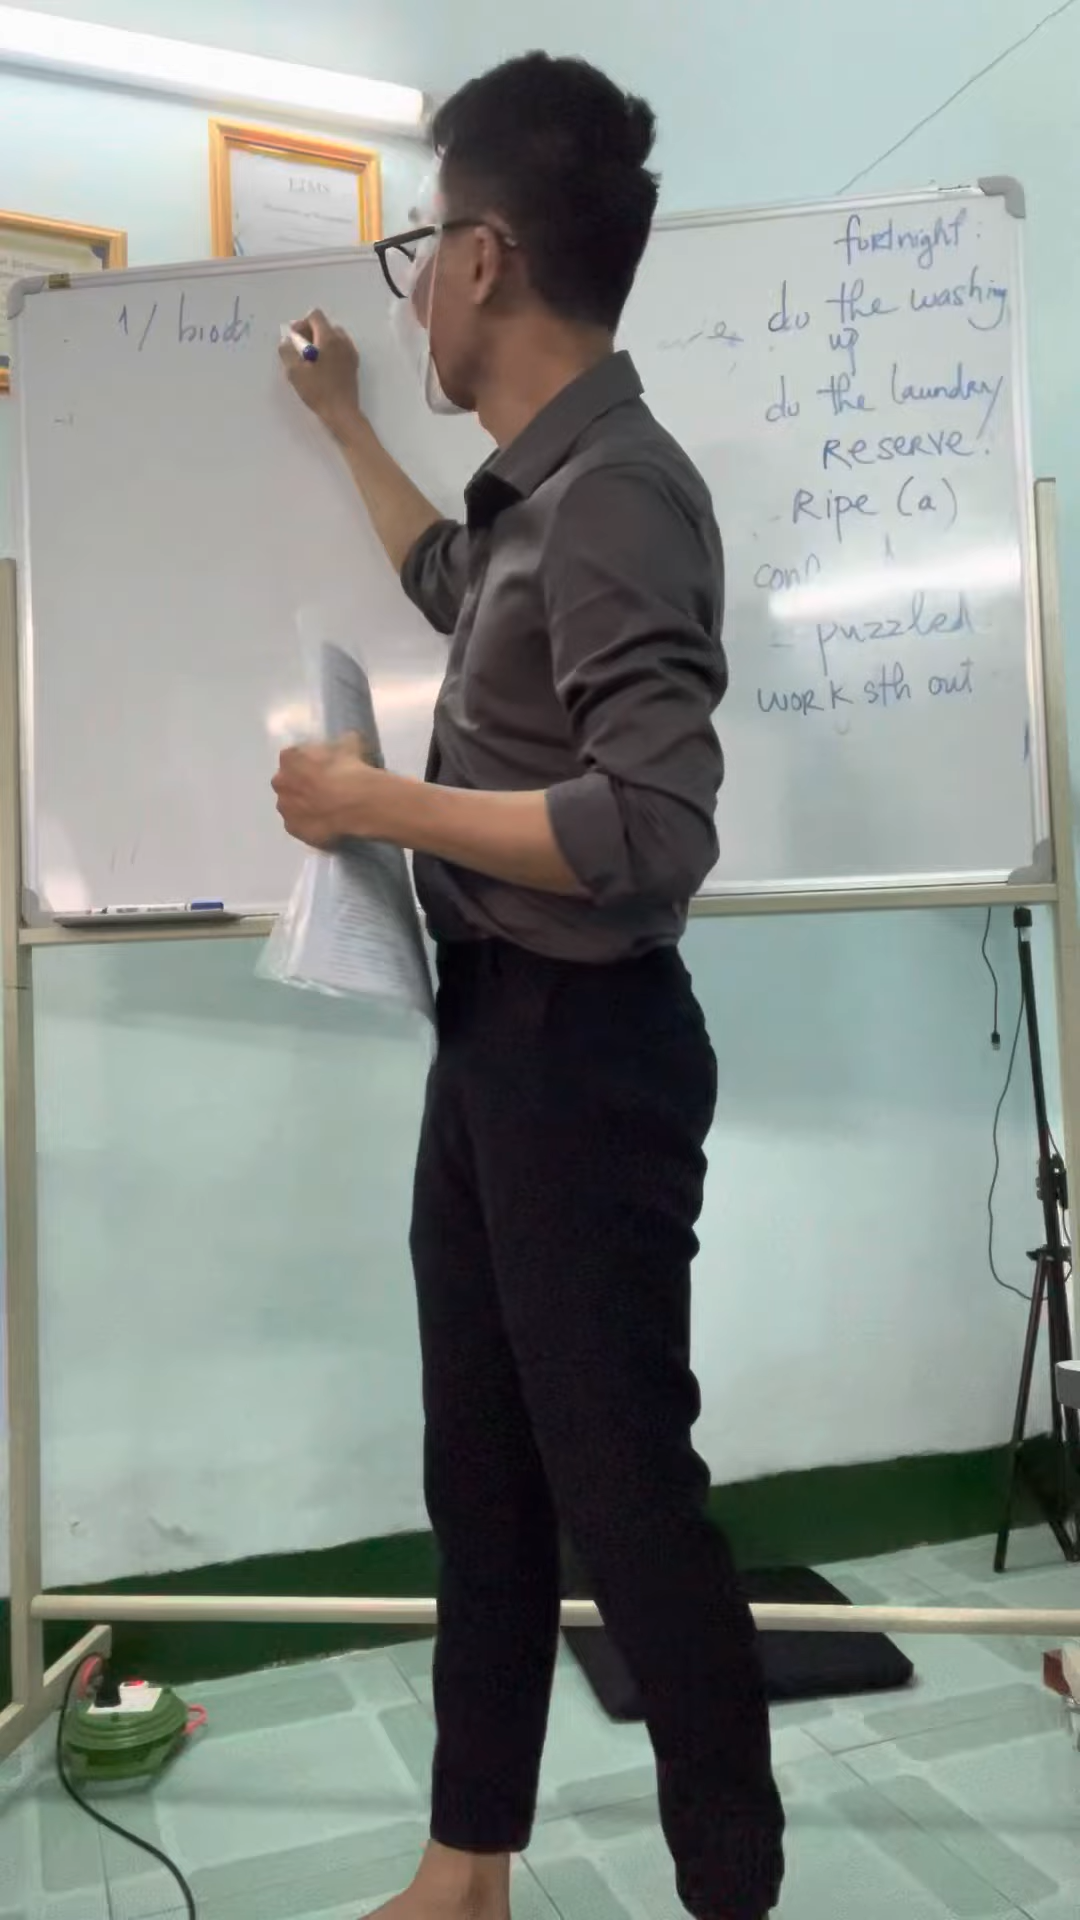 1/ biodi
fortnight:
do the washing
up
do the laundry
ReseRVe.
- Ripe (a)
- puzzled
woRk sth out